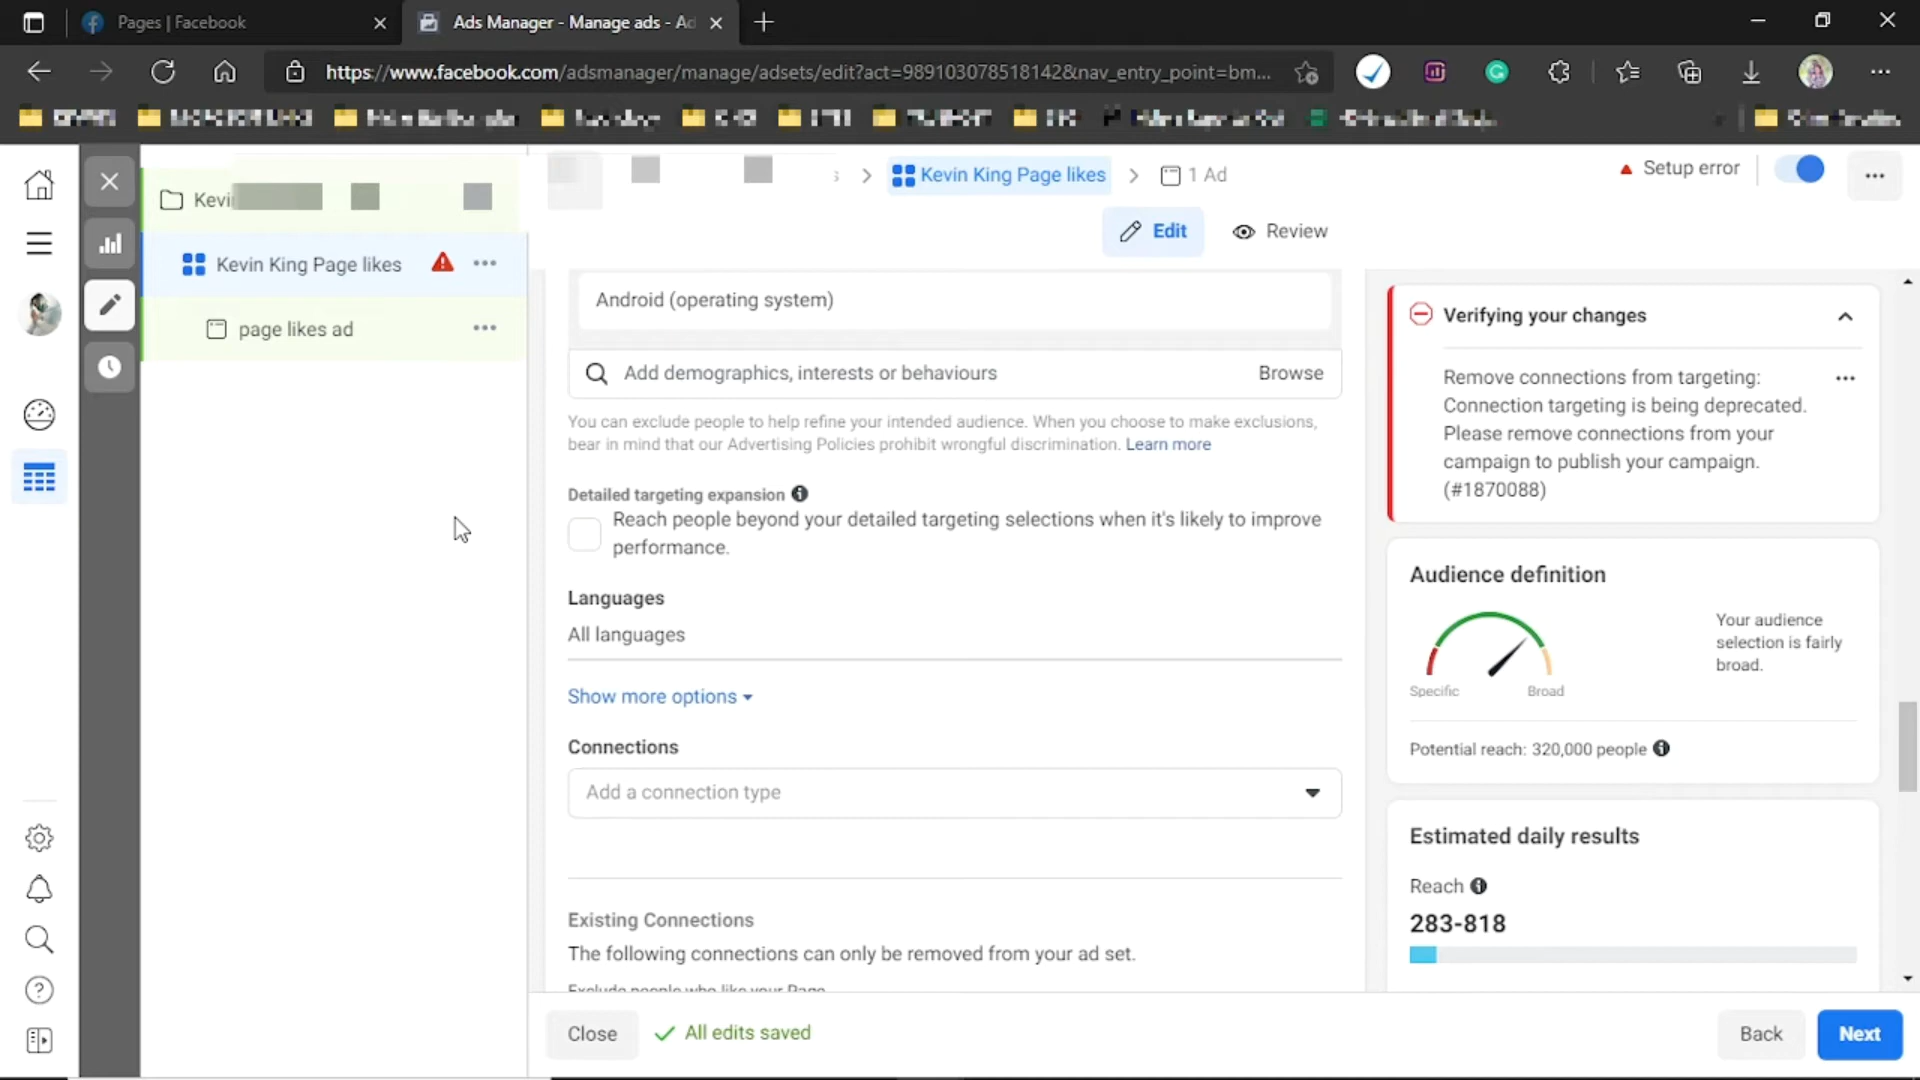 Pages | Facebook
Ads Manager - Manage ads - Ad
https://www.facebook.com/adsmanager/manage/adsets/edit?act=989103078518142&nav_entry_point=bm...
Kevin King Page likes
1 Ad
Setup error
Edit
Review
Kevi
Kevin King Page likes
page likes ad
Android (operating system)
Add demographics, interests or behaviours
Browse
You can exclude people to help refine your intended audience. When you choose to make exclusions,
bear in mind that our Advertising Policies prohibit wrongful discrimination. Learn more
Detailed targeting expansion
Reach people beyond your detailed targeting selections when it's likely to improve
performance.
Languages
All languages
Show more options
Connections
Add a connection type
Existing Connections
The following connections can only be removed from your ad set.
Exclude people who like your Page
Close
All edits saved
Back
Next
Verifying your changes
Remove connections from targeting:
Connection targeting is being deprecated.
Please remove connections from your
campaign to publish your campaign.
(#1870088)
Audience definition
Your audience
selection is fairly
broad.
Specific
Broad
Potential reach: 320,000 people
Estimated daily results
Reach
283-818